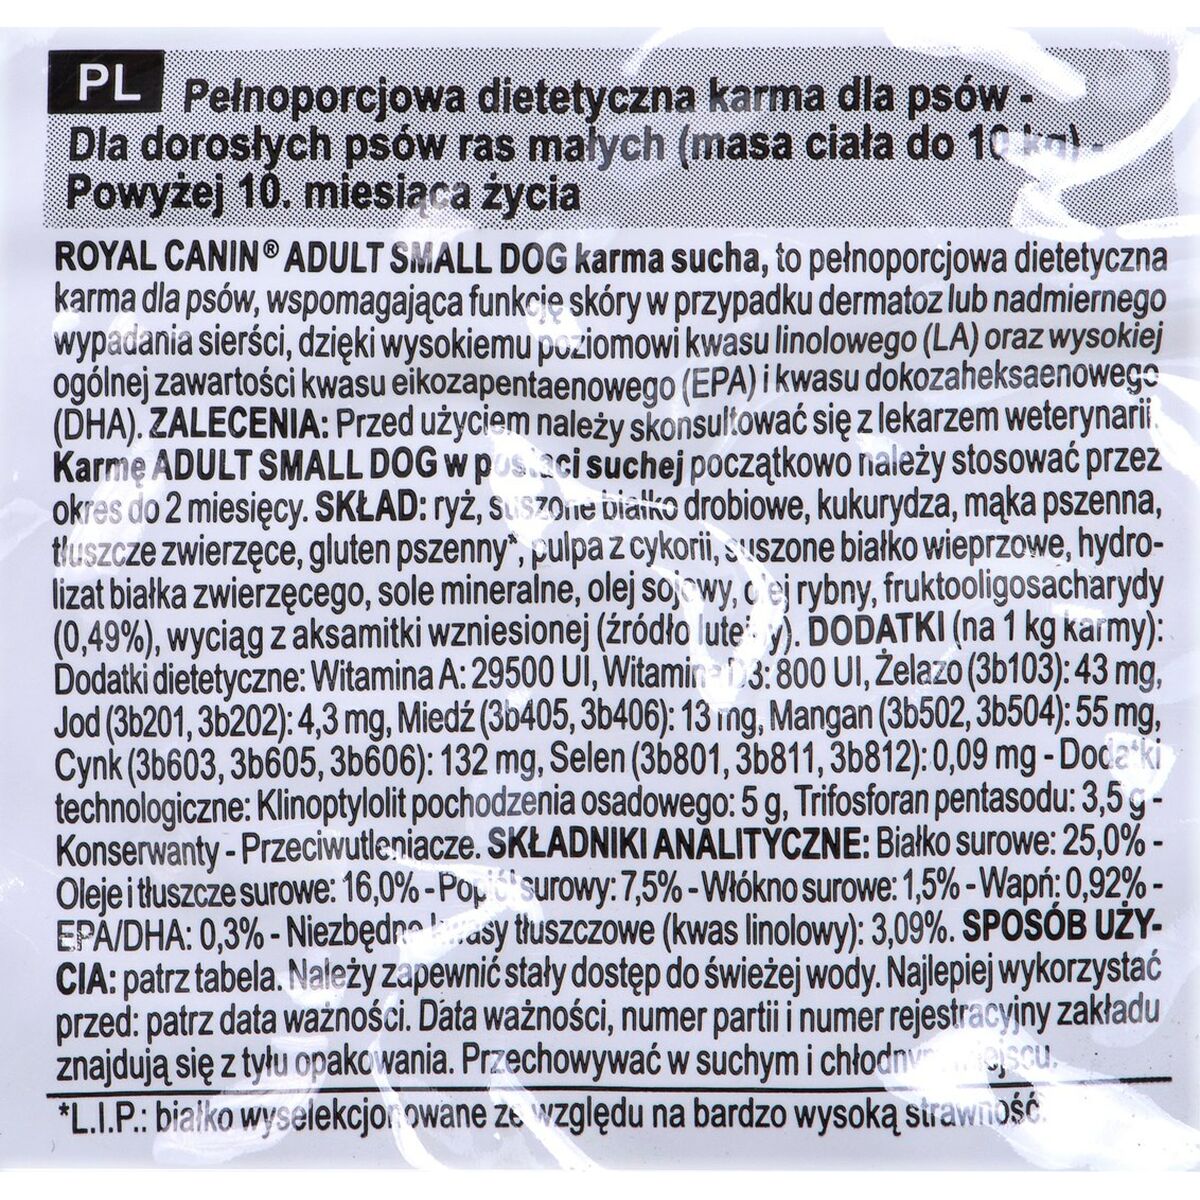 PL Pełnoporcjowa dietetyczna karma dla psów -
Dla dorosłych psów ras małych (masa ciała do 10 kg) -
Powyżej 10. miesiąca życia
ROYAL CANIN® ADULT SMALL DOG karma sucha, to pełnoporcjowa dietetyczna
karma dla psów, wspomagająca funkcję skóry w przypadku dermatoz lub nadmiernego
wypadania sierści, dzięki wysokiemu poziomowi kwasu linolowego (LA) oraz wysokiej
ogólnej zawartości kwasu eikozapentaenowego (EPA) i kwasu dokozaheksaenowego
(DHA). ZALECENIA: Przed użyciem należy skonsultować się z lekarzem weterynarii.
Karmę ADULT SMALL DOG w postaci suchej początkowo należy stosować przez
okres do 2 miesięcy. SKŁAD: ryż, suszone białko drobiowe, kukurydza, mąka pszenna,
tłuszcze zwierzęce, gluten pszenny*, pulpa z cykorii, suszone białko wieprzowe, hydro-
lizat białka zwierzęcego, sole mineralne, olej sojowy, olej rybny, fruktooligosacharydy
(0,49%), wyciąg z aksamitki wzniesionej (źródło luteiny). DODATKI (na 1 kg karmy):
Dodatki dietetyczne: Witamina A: 29500 UI, Witamina D3: 800 UI, Żelazo (3b103): 43 mg,
Jod (3b201, 3b202): 4,3 mg, Miedź (3b405, 3b406): 13 mg, Mangan (3b502, 3b504): 55 mg,
Cynk (3b603, 3b605, 3b606): 132 mg, Selen (3b801, 3b811, 3b812): 0,09 mg - Dodatki
technologiczne: Klinoptylolit pochodzenia osadowego: 5 g, Trifosforan pentasodu: 3,5 g -
Konserwanty - Przeciwutleniacze. SKŁADNIKI ANALITYCZNE: Białko surowe: 25,0% -
Oleje i tłuszcze surowe: 16,0% - Popiół surowy: 7,5% - Włókno surowe: 1,5% - Wapń: 0,92% -
EPA/DHA: 0,3% - Niezbędne kwasy tłuszczowe (kwas linolowy): 3,09%. SPOSÓB UŻY-
CIA: patrz tabela. Należy zapewnić stały dostęp do świeżej wody. Najlepiej wykorzystać
przed: patrz data ważności. Data ważności, numer partii i numer rejestracyjny zakładu
znajdują się z tyłu opakowania. Przechowywać w suchym i chłodnym miejscu.
*L.I.P.: białko wyselekcjonowane ze względu na bardzo wysoką strawność.